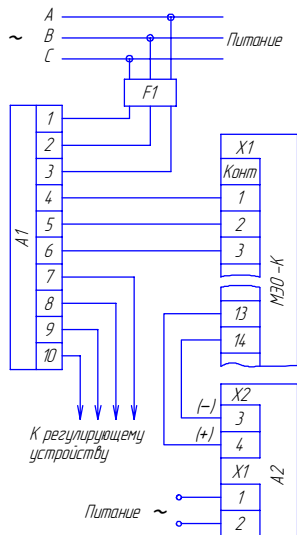 A
~ B Питание
C
F1
A1
1
2
3
4
5
6
7
8
9
10
X1
Конт
1
2
3
13
14
МЭО-К
К регулирующему
устройству
(-)
(+)
X2
3
4
X1
1
2
A2
Питание ~